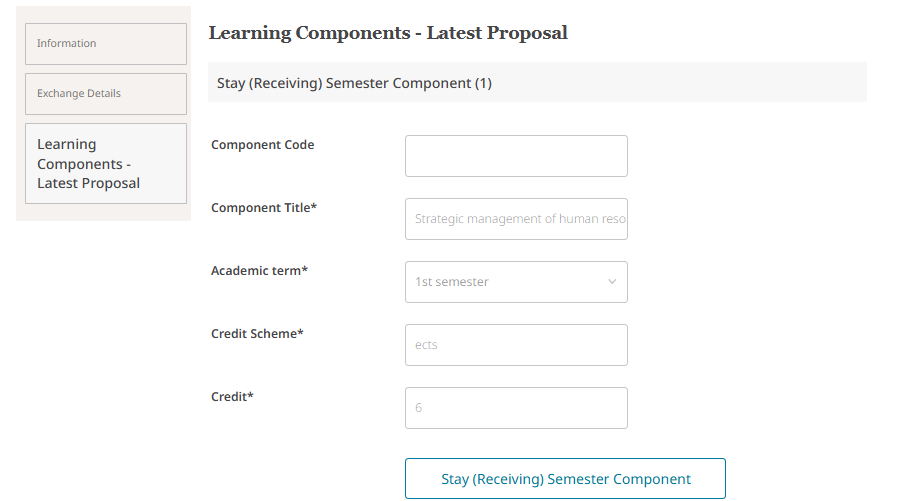 Information
Exchange Details
Learning
Components -
Latest Proposal
Learning Components - Latest Proposal
Stay (Receiving) Semester Component (1)
Component Code
Component Title*
Strategic management of human reso
Academic term*
1st semester
Credit Scheme*
ects
Credit*
6
Stay (Receiving) Semester Component